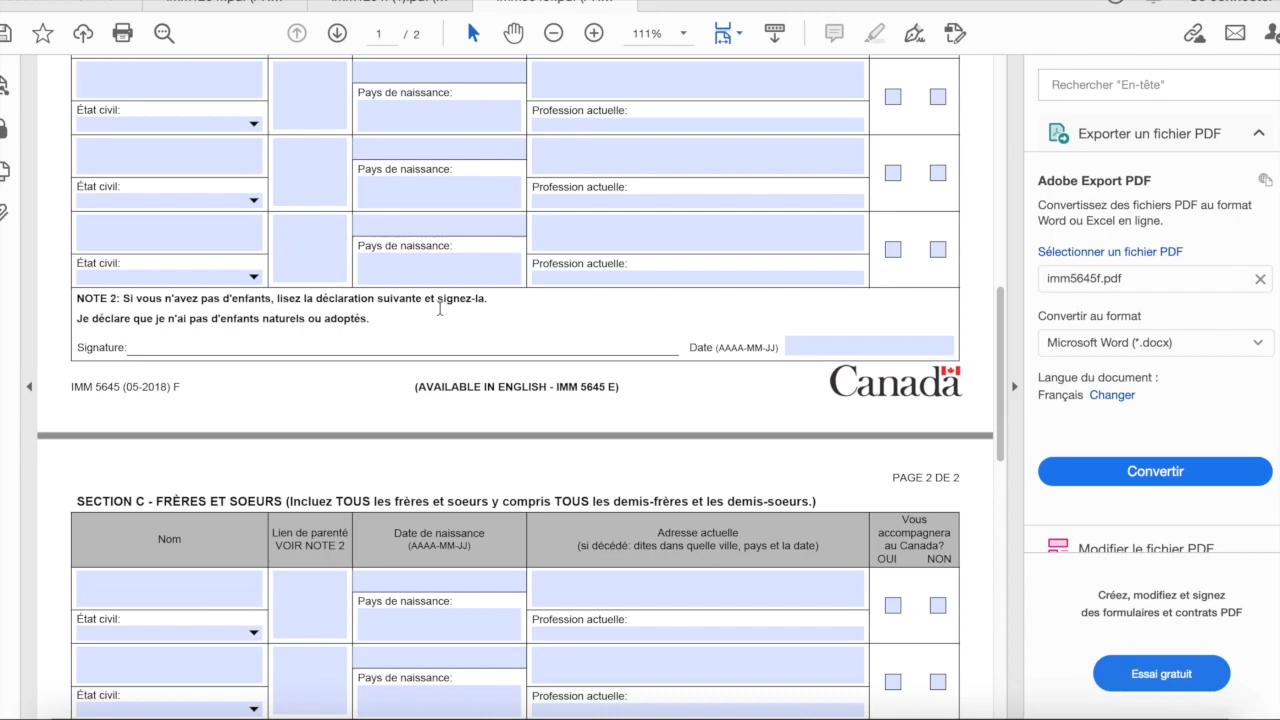 1 / 2
111%
Pays de naissance:
État civil:
Profession actuelle:
Pays de naissance:
État civil:
Profession actuelle:
Pays de naissance:
État civil:
Profession actuelle:
NOTE 2: Si vous n'avez pas d'enfants, lisez la déclaration suivante et signez-la.
Je déclare que je n'ai pas d'enfants naturels ou adoptés.
Signature:
Date (AAAA-MM-JJ)
IMM 5645 (05-2018) F
(AVAILABLE IN ENGLISH - IMM 5645 E)
Canada
PAGE 2 DE 2
SECTION C - FRÈRES ET SOEURS (Incluez TOUS les frères et soeurs y compris TOUS les demis-frères et les demis-soeurs.)
Nom
Lien de parenté
VOIR NOTE 2
Date de naissance
(AAAA-MM-JJ)
Adresse actuelle
(si décédé: dites dans quelle ville, pays et la date)
Vous
accompagnera
au Canada?
OUI NON
Pays de naissance:
État civil:
Profession actuelle:
Pays de naissance:
État civil:
Profession actuelle:
Rechercher "En-tête"
Exporter un fichier PDF
Adobe Export PDF
Convertissez des fichiers PDF au format
Word ou Excel en ligne.
Sélectionner un fichier PDF
imm5645f.pdf
Convertir au format
Microsoft Word (*.docx)
Langue du document :
Français Changer
Convertir
Modifier le fichier PDF
Créez, modifiez et signez
des formulaires et contrats PDF
Essai gratuit